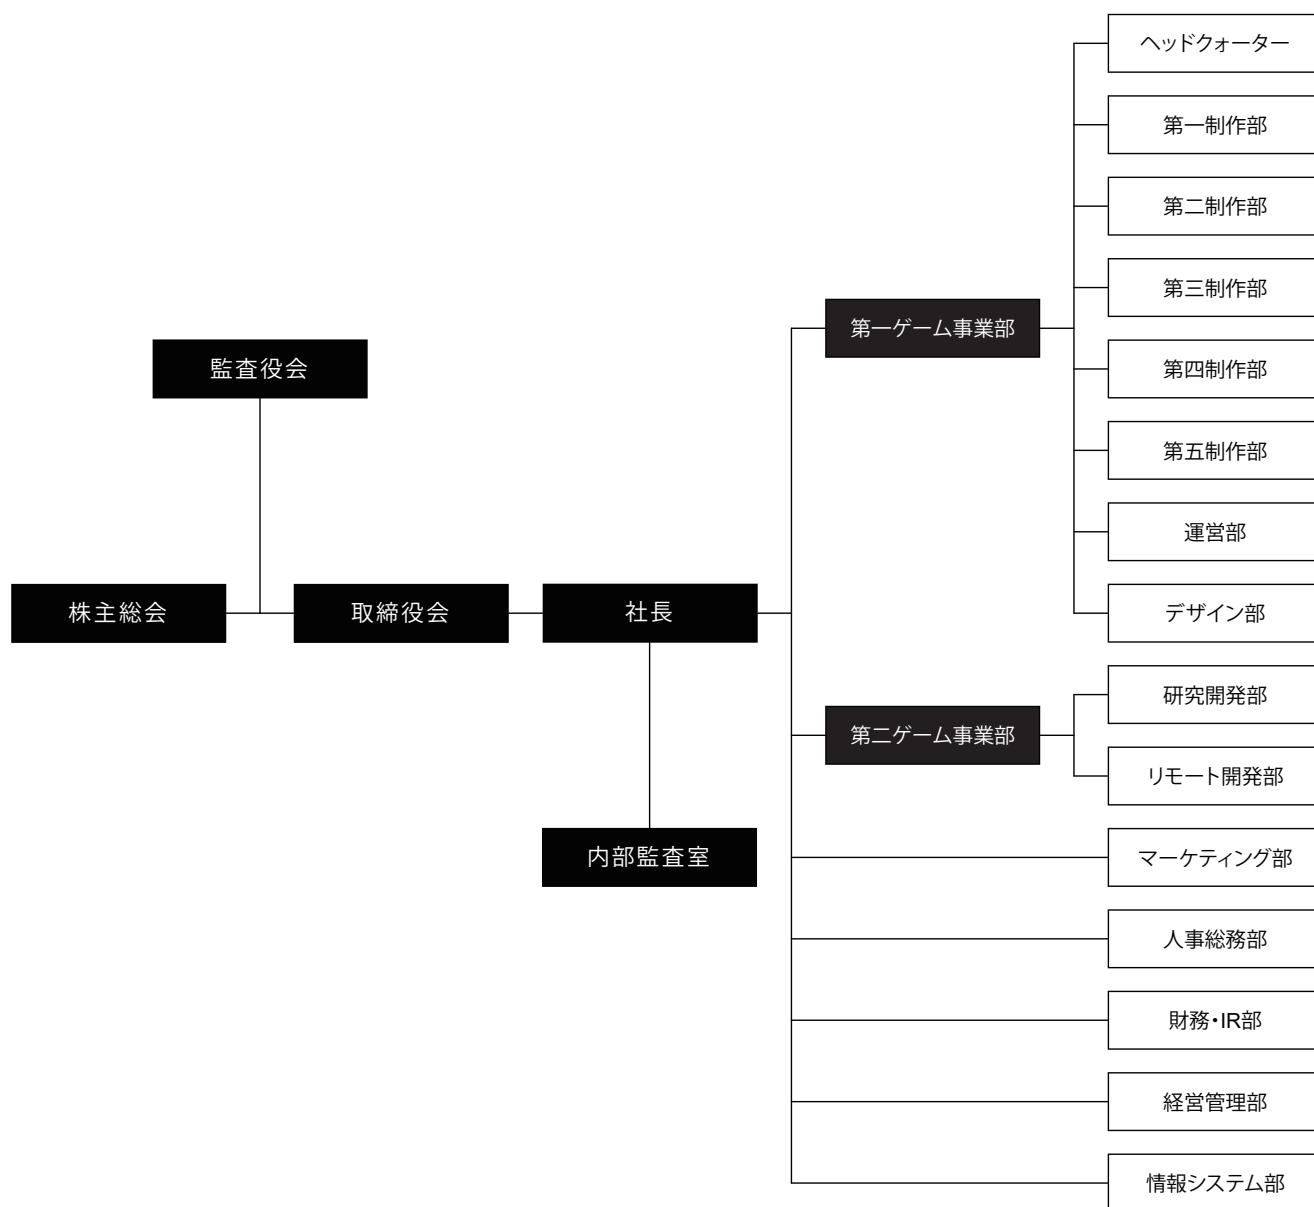 ヘッドクォーター
第一制作部
第二制作部
第三制作部
第一ゲーム事業部
監査役会
第四制作部
第五制作部
運営部
株主総会
取締役会
社長
デザイン部
研究開発部
第二ゲーム事業部
リモート開発部
内部監査室
マーケティング部
人事総務部
財務・IR部
経営管理部
情報システム部